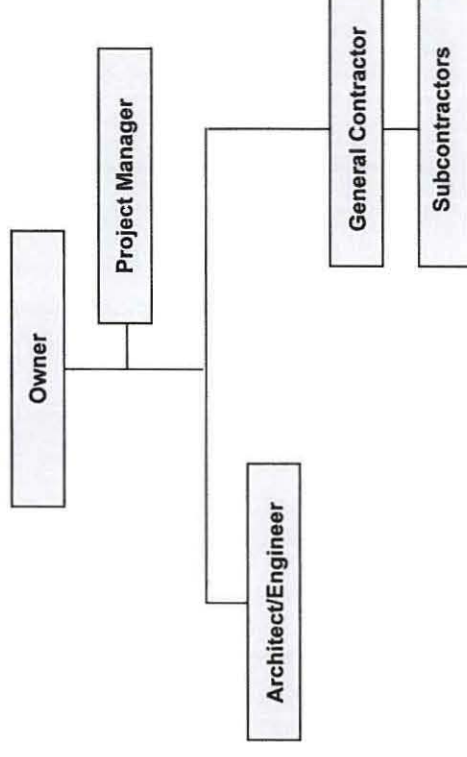 Owner
Project Manager
Architect/Engineer
General Contractor
Subcontractors